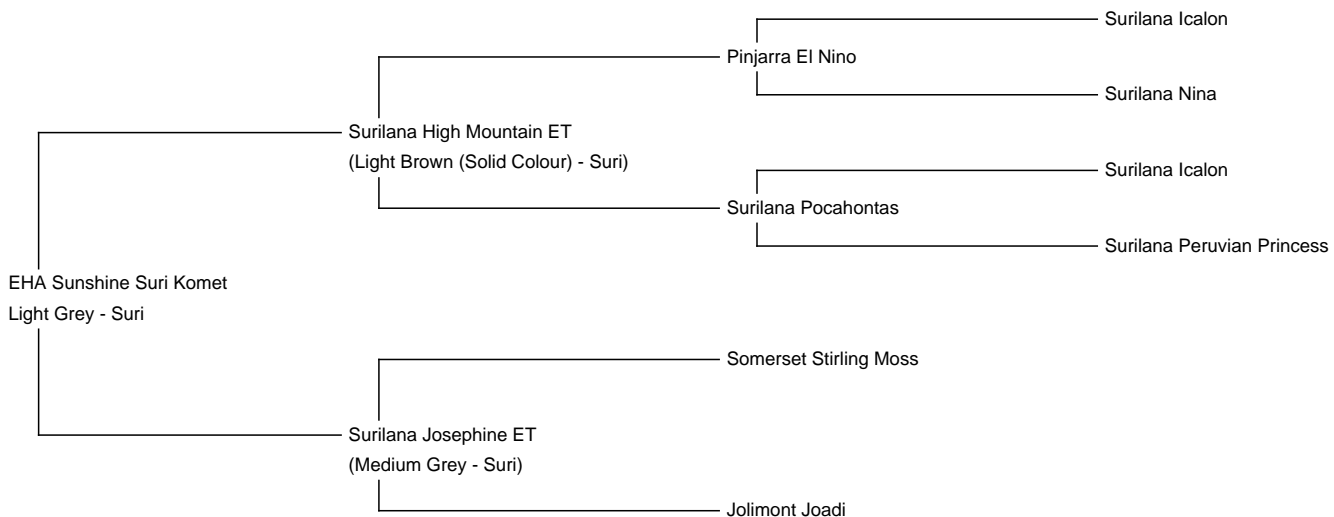 Surilana Icalon
Pinjarra El Nino
Surilana Nina
Surilana High Mountain ET
(Light Brown (Solid Colour) - Suri)
Surilana Icalon
Surilana Pocahontas
Surilana Peruvian Princess
EHA Sunshine Suri Komet
Light Grey - Suri
Somerset Stirling Moss
Surilana Josephine ET
(Medium Grey - Suri)
Jolimont Joadi